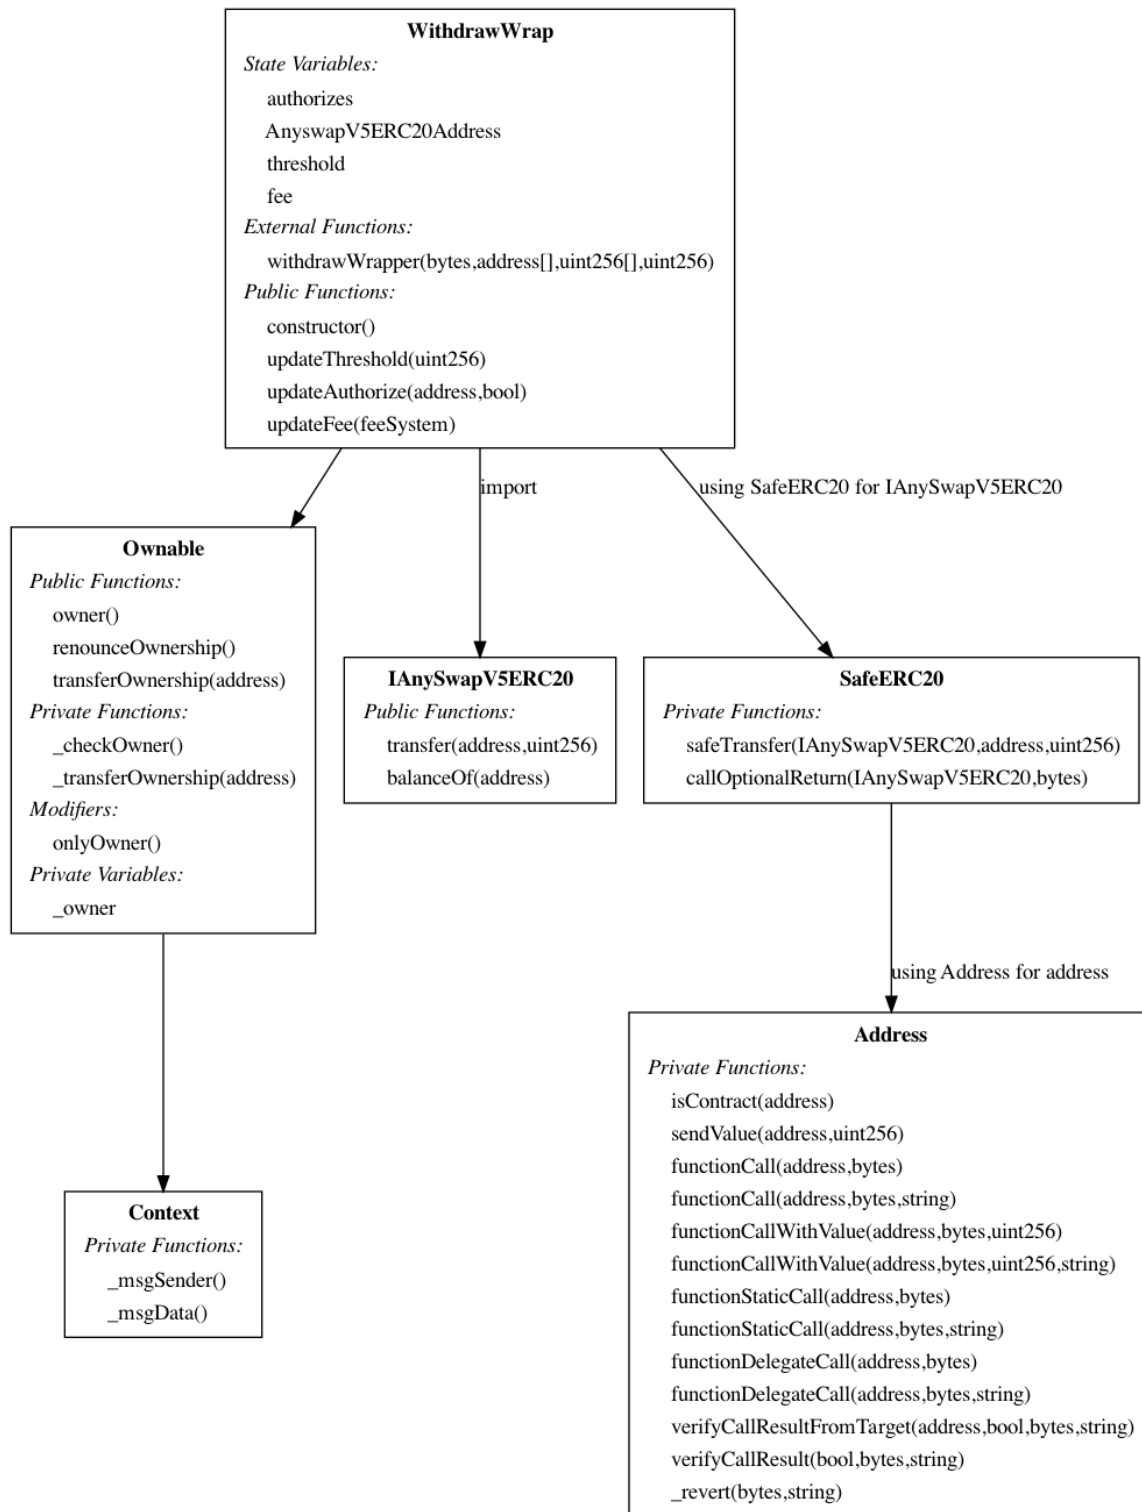 WithdrawWrap
State Variables:
authorizes
AnyswapV5ERC20Address
threshold
fee
External Functions:
withdrawWrapper(bytes,address[],uint256[],uint256)
Public Functions:
constructor()
updateThreshold(uint256)
updateAuthorize(address,bool)
updateFee(feeSystem)
import
using SafeERC20 for IAnySwapV5ERC20
Ownable
Public Functions:
owner()
renounceOwnership()
transferOwnership(address)
Private Functions:
_checkOwner()
_transferOwnership(address)
Modifiers:
onlyOwner()
Private Variables:
_owner
IAnySwapV5ERC20
Public Functions:
transfer(address,uint256)
balanceOf(address)
SafeERC20
Private Functions:
safeTransfer(IAnySwapV5ERC20,address,uint256)
callOptionalReturn(IAnySwapV5ERC20,bytes)
using Address for address
Context
Private Functions:
_msgSender()
_msgData()
Address
Private Functions:
isContract(address)
sendValue(address,uint256)
functionCall(address,bytes)
functionCall(address,bytes,string)
functionCallWithValue(address,bytes,uint256)
functionCallWithValue(address,bytes,uint256,string)
functionStaticCall(address,bytes)
functionStaticCall(address,bytes,string)
functionDelegateCall(address,bytes)
functionDelegateCall(address,bytes,string)
verifyCallResultFromTarget(address,bool,bytes,string)
verifyCallResult(bool,bytes,string)
_revert(bytes,string)